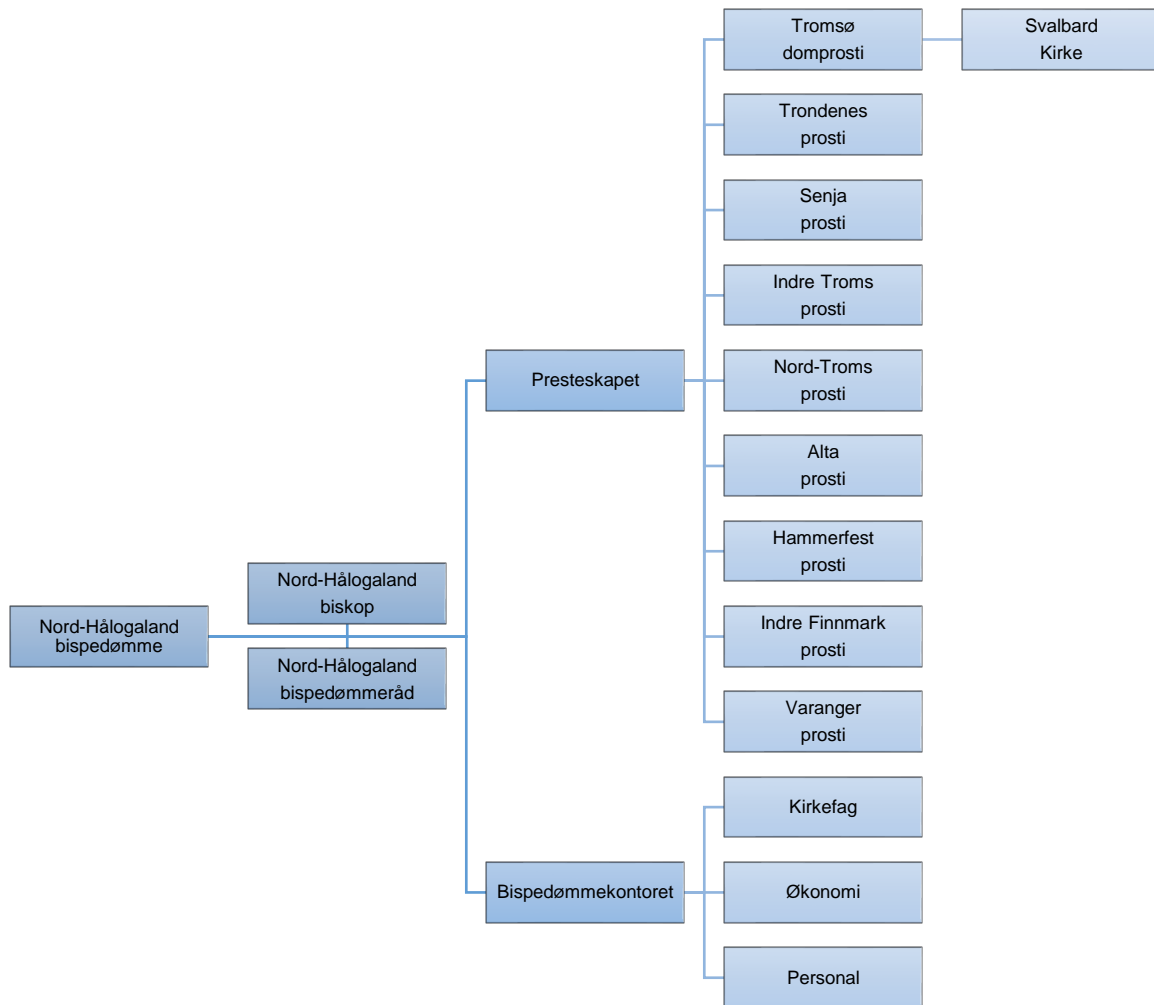 Tromsø
domprosti
Svalbard
Kirke
Trondenes
prosti
Senja
prosti
Indre Troms
prosti
Presteskapet
Nord-Troms
prosti
Alta
prosti
Hammerfest
prosti
Nord-Hålogaland
biskop
Nord-Hålogaland
bispedømme
Indre Finnmark
prosti
Nord-Hålogaland
bispedømmeråd
Varanger
prosti
Kirkefag
Bispedømmekontoret
Økonomi
Personal